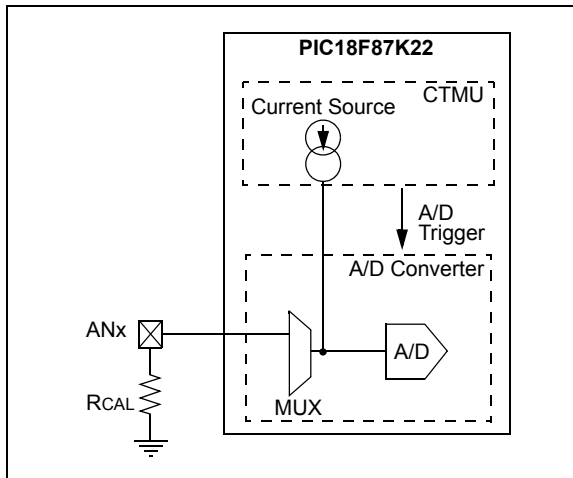 PIC18F87K22
CTMU
Current Source
A/D
Trigger
A/D Converter
ANx
A/D
RCAL
MUX